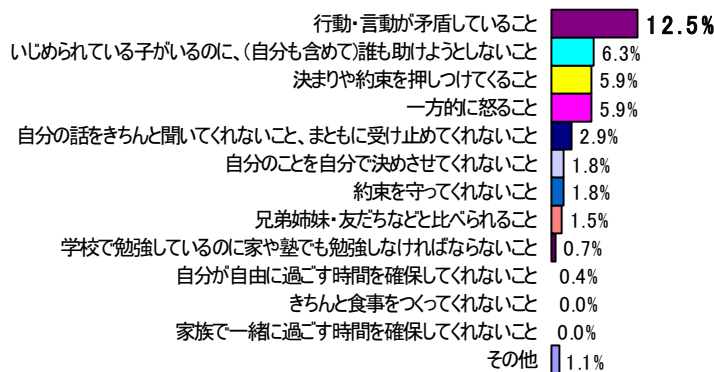 行動・言動が矛盾していること 12.5%
いじめられている子がいるのに、(自分も含めて)誰も助けようとしないこと 6.3%
決まりや約束を押しつけてくること 5.9%
一方的に怒ること 5.9%
自分の話をきちんと聞いてくれないこと、まともに受け止めてくれないこと 2.9%
自分のことを自分で決めさせてくれないこと 1.8%
約束を守ってくれないこと 1.8%
兄弟姉妹・友だちなどと比べられること 1.5%
学校で勉強しているのに家や塾でも勉強しなければならないこと 0.7%
自分が自由に過ごす時間を確保してくれないこと 0.4%
きちんと食事をつくってくれないこと 0.0%
家族で一緒に過ごす時間を確保してくれないこと 0.0%
その他 1.1%